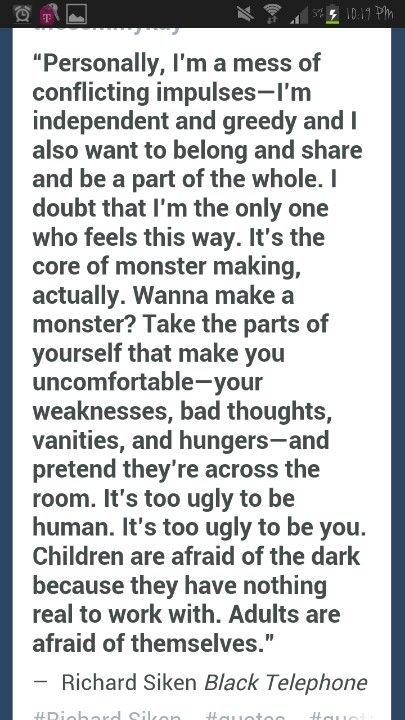 5%
10:19 PM
“Personally, I’m a mess of
conflicting impulses—I’m
independent and greedy and I
also want to belong and share
and be a part of the whole. I
doubt that I’m the only one
who feels this way. It’s the
core of monster making,
actually. Wanna make a
monster? Take the parts of
yourself that make you
uncomfortable—your
weaknesses, bad thoughts,
vanities, and hungers—and
pretend they’re across the
room. It’s too ugly to be
human. It’s too ugly to be you.
Children are afraid of the dark
because they have nothing
real to work with. Adults are
afraid of themselves.”
— Richard Siken Black Telephone
#Richard Siken #quotes